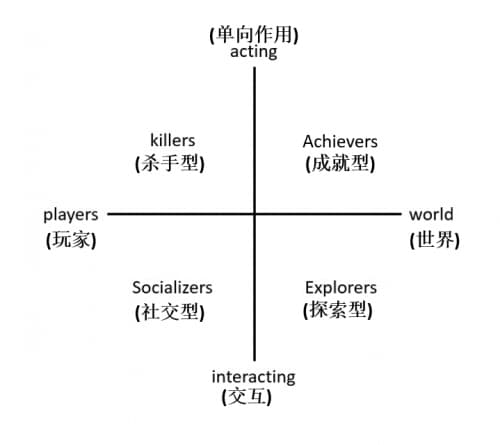 (单向作用)
acting
killers
(杀手型)
Achievers
(成就型)
players
(玩家)
world
(世界)
Socializers
(社交型)
Explorers
(探索型)
interacting
(交互)